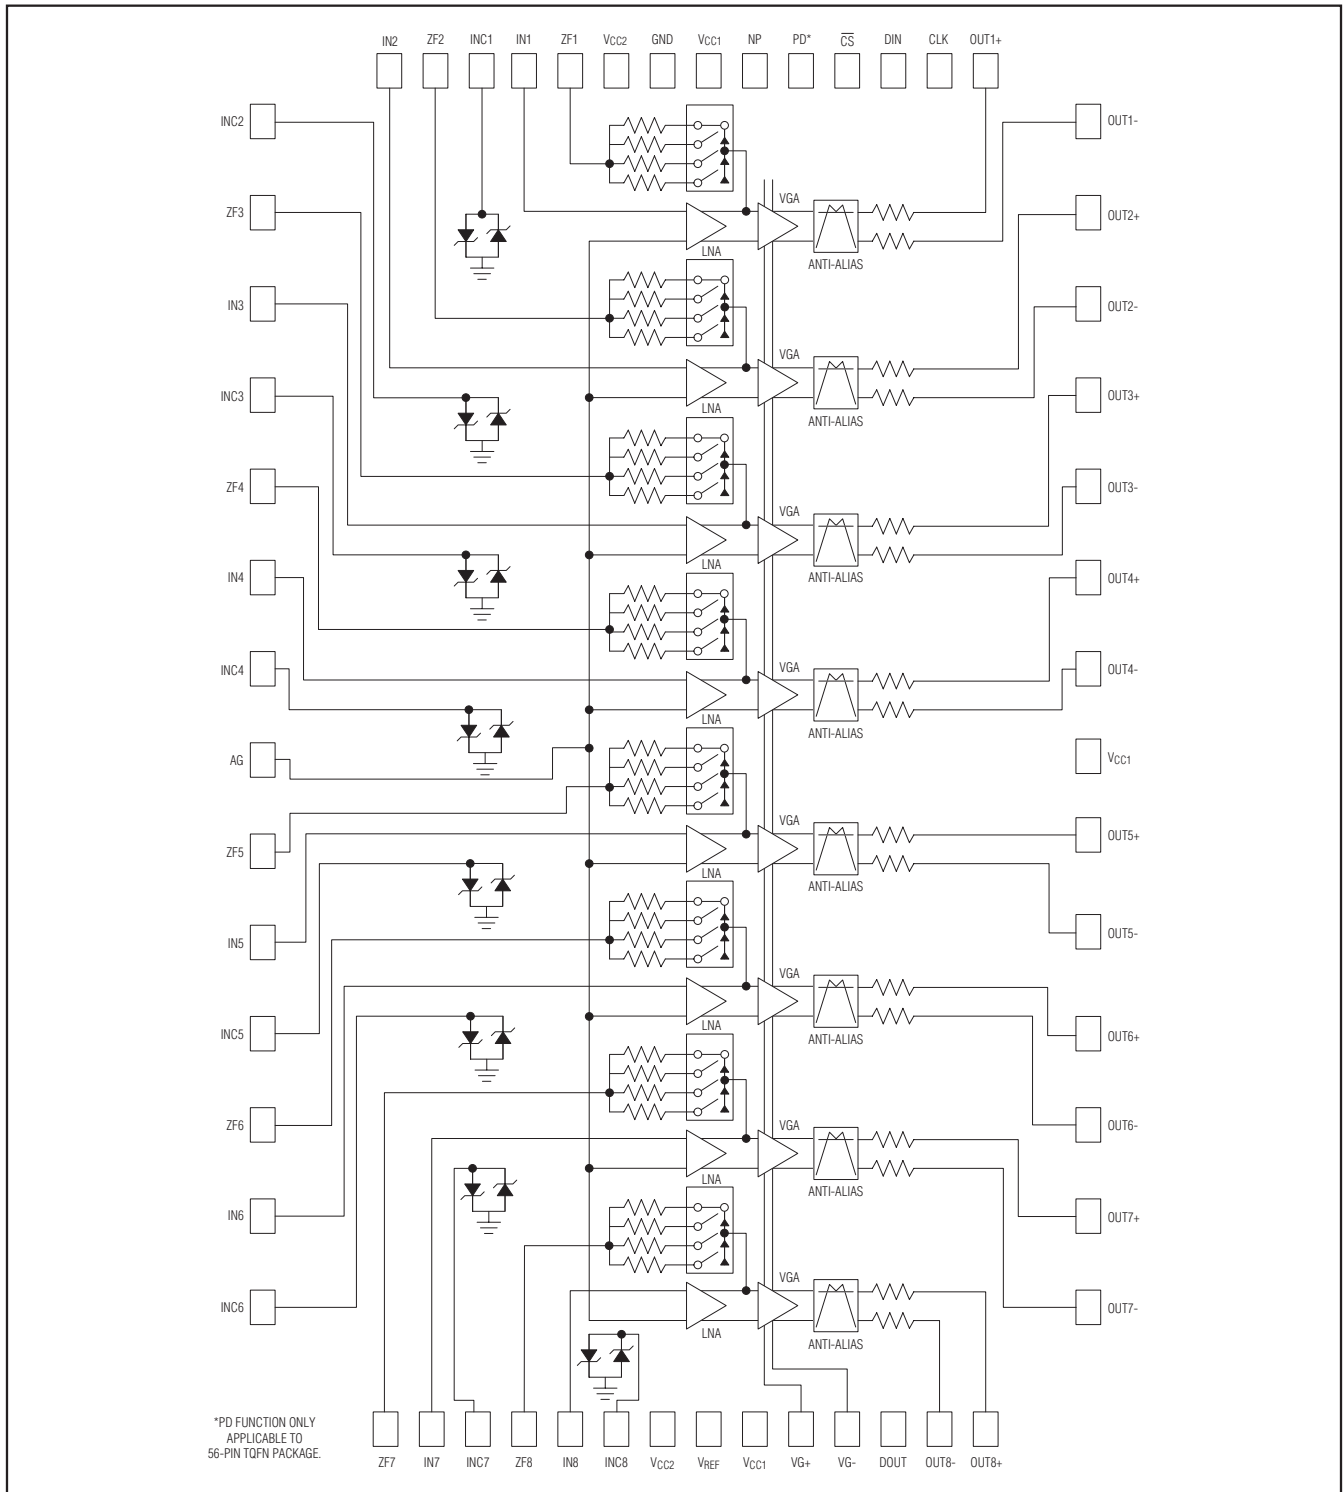 IN2 ZF2 INC1 IN1 ZF1 VCC2 GND VCC1 NP PD* CS DIN CLK OUT1+
INC2 OUT1-
VGA
ZF3 OUT2+
LNA ANTI-ALIAS
IN3 OUT2-
VGA
INC3 OUT3+
LNA ANTI-ALIAS
ZF4 OUT3-
VGA
LNA ANTI-ALIAS
IN4 OUT4+
INC4 VGA OUT4-
LNA ANTI-ALIAS
AG VCC1
VGA
ZF5 OUT5+
LNA ANTI-ALIAS
IN5 OUT5-
VGA
INC5 LNA ANTI-ALIAS OUT6+
ZF6 VGA OUT6-
LNA ANTI-ALIAS
IN6 OUT7+
VGA
INC6 OUT7-
LNA ANTI-ALIAS
*PD FUNCTION ONLY
APPLICABLE TO
56-PIN TQFN PACKAGE.
ZF7 IN7 INC7 ZF8 IN8 INC8 VCC2 VREF VCC1 VG+ VG- DOUT OUT8- OUT8+